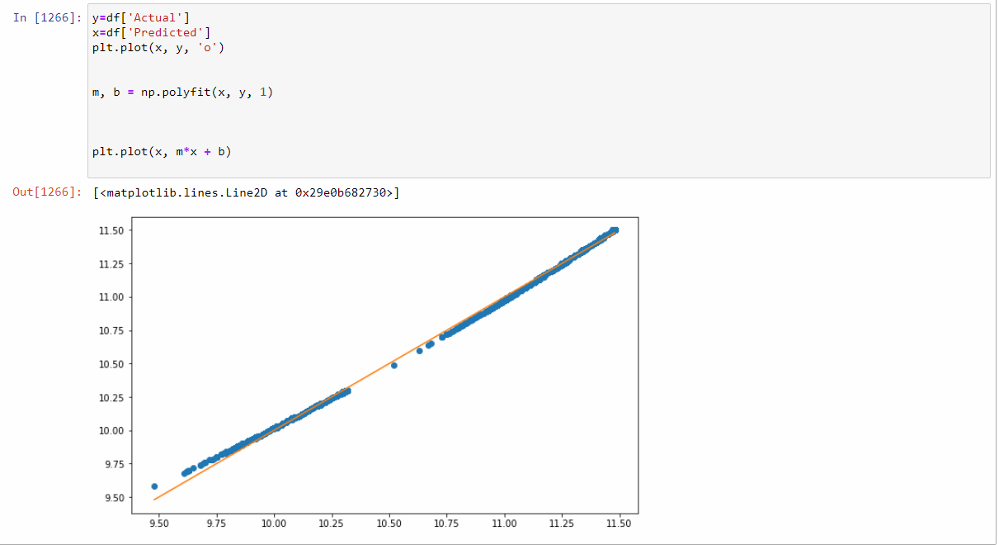 In [1266]: y=df['Actual']
x=df['Predicted']
plt.plot(x, y, 'o')
m, b = np.polyfit(x, y, 1)
plt.plot(x, m*x + b)
Out[1266]: [<matplotlib.lines.Line2D at 0x29e0b682730>]
11.50
11.25
11.00
10.75
10.50
10.25
10.00
9.75
9.50
9.50 9.75 10.00 10.25 10.50 10.75 11.00 11.25 11.50